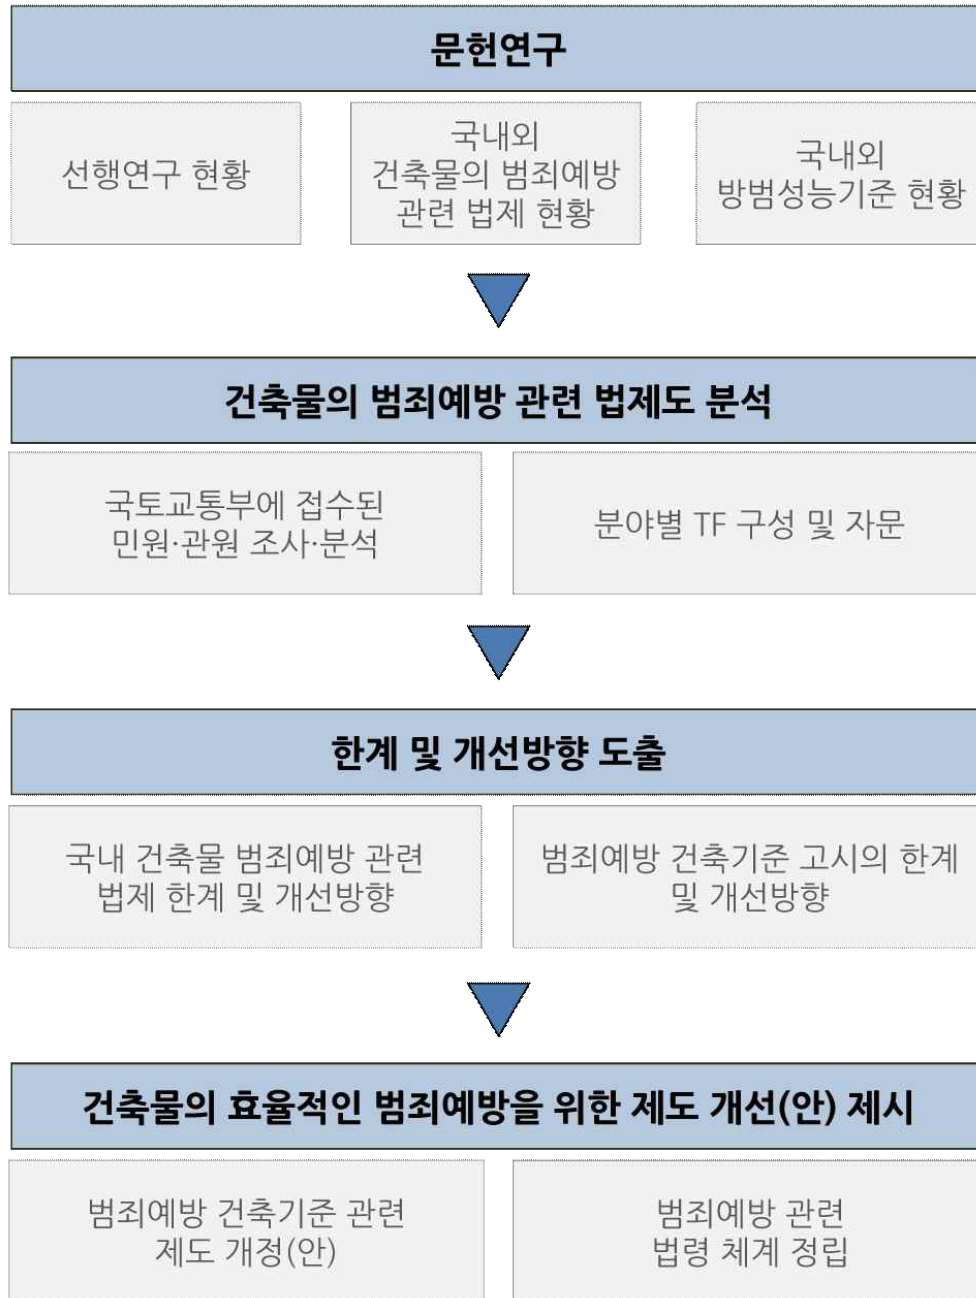 문헌연구
선행연구 현황
국내외
건축물의 범죄예방
관련 법제 현황
국내외
방범성능기준 현황
건축물의 범죄예방 관련 법제도 분석
국토교통부에 접수된
민원·관원 조사·분석
분야별 TF 구성 및 자문
한계 및 개선방향 도출
국내 건축물 범죄예방 관련
법제 한계 및 개선방향
범죄예방 건축기준 고시의 한계
및 개선방향
건축물의 효율적인 범죄예방을 위한 제도 개선(안) 제시
범죄예방 건축기준 관련
제도 개정(안)
범죄예방 관련
법령 체계 정립